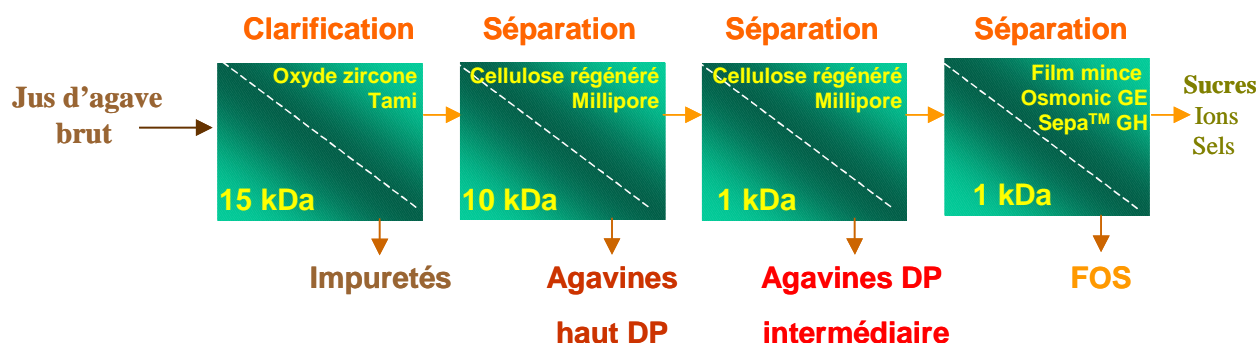 Clarification
Séparation
Séparation
Séparation
Jus d'agave
brut
Oxyde zircone
Tami
15 kDa
Cellulose régénéré
Millipore
10 kDa
Cellulose régénéré
Millipore
1 kDa
Film mince
Osmonic GE
Sepa™ GH
1 kDa
Sucres
Ions
Sels
Impuretés
Agavines
haut DP
Agavines DP
intermédiaire
FOS